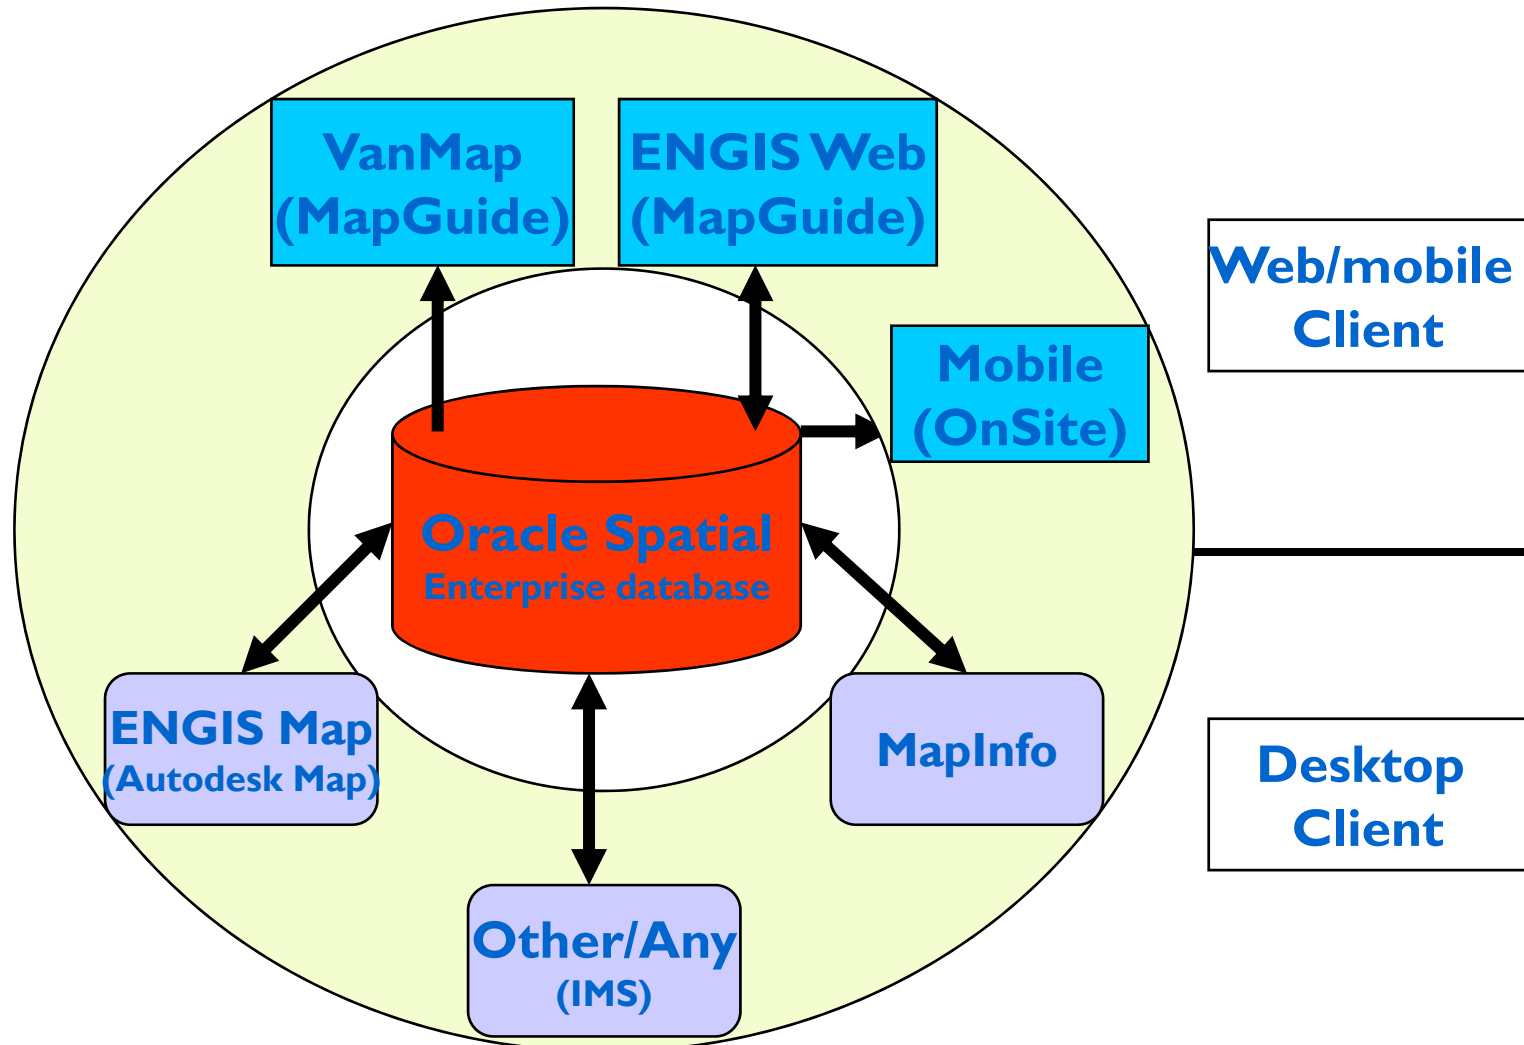 VanMap
(MapGuide)
ENGIS Web
(MapGuide)
Web/mobile
Client
Mobile
(OnSite)
Oracle Spatial
Enterprise database
ENGIS Map
(Autodesk Map)
MapInfo
Desktop
Client
Other/Any
(IMS)